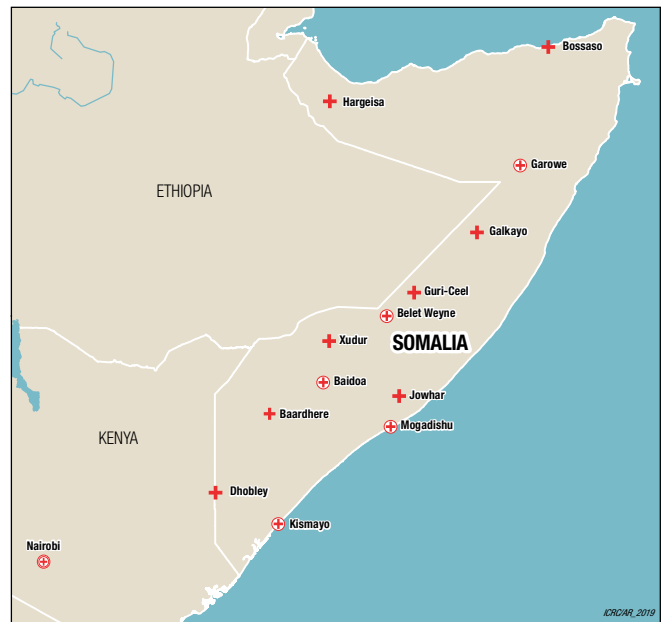 Bossaso
Hargeisa
Garowe
ETHIOPIA
Galkayo
Guri-Ceel
Belet Weyne
Xudur
SOMALIA
Baidoa
Jowhar
Baardhere
Mogadishu
KENYA
Dhobley
Kismayo
Nairobi
ICRC/AR_2019